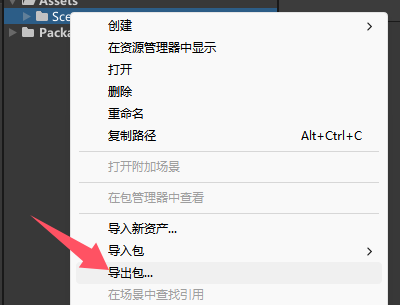 Assets
Sce
Packa
创建
在资源管理器中显示
打开
删除
重命名
复制路径 Alt+Ctrl+C
打开附加场景
在包管理器中查看
导入新资产...
导入包
导出包...
在场景中查找引用